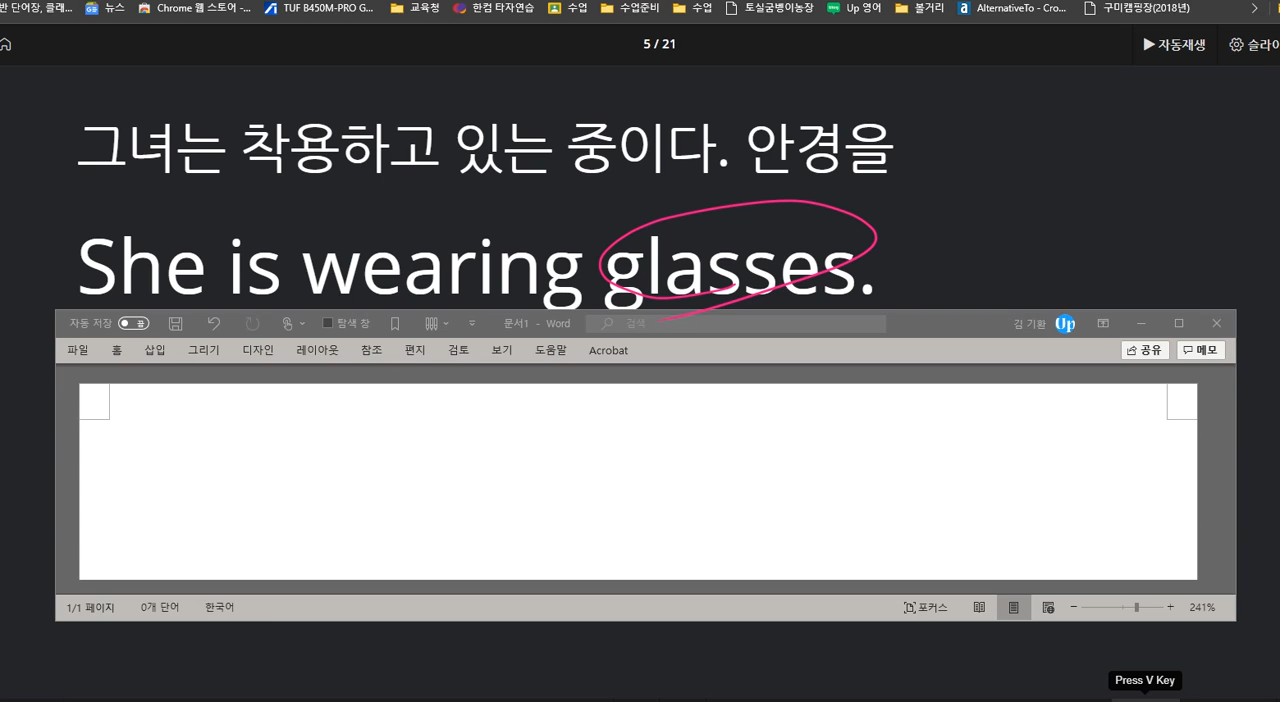 반 단어장, 클래... 뉴스 Chrome 웹 스토어 -... TUF B450M-PRO G... 교육청 한컴 타자연습 수업 수업준비 수업 토실굼벵이농장 Up 영어 볼거리 AlternativeTo - Cro... 구미캠핑장(2018년)
5 / 21 자동재생 슬라이
그녀는 착용하고 있는 중이다. 안경을
She is wearing glasses.
자동 저장 끔 탐색 창 문서1 - Word 검색 김 기환 Up
파일 홈 삽입 그리기 디자인 레이아웃 참조 편지 검토 보기 도움말 Acrobat 공유 메모
1/1 페이지 0개 단어 한국어 포커스 241%
Press V Key